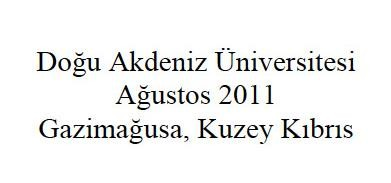 Doğu Akdeniz Üniversitesi
Ağustos 2011
Gazimağusa, Kuzey Kıbrıs